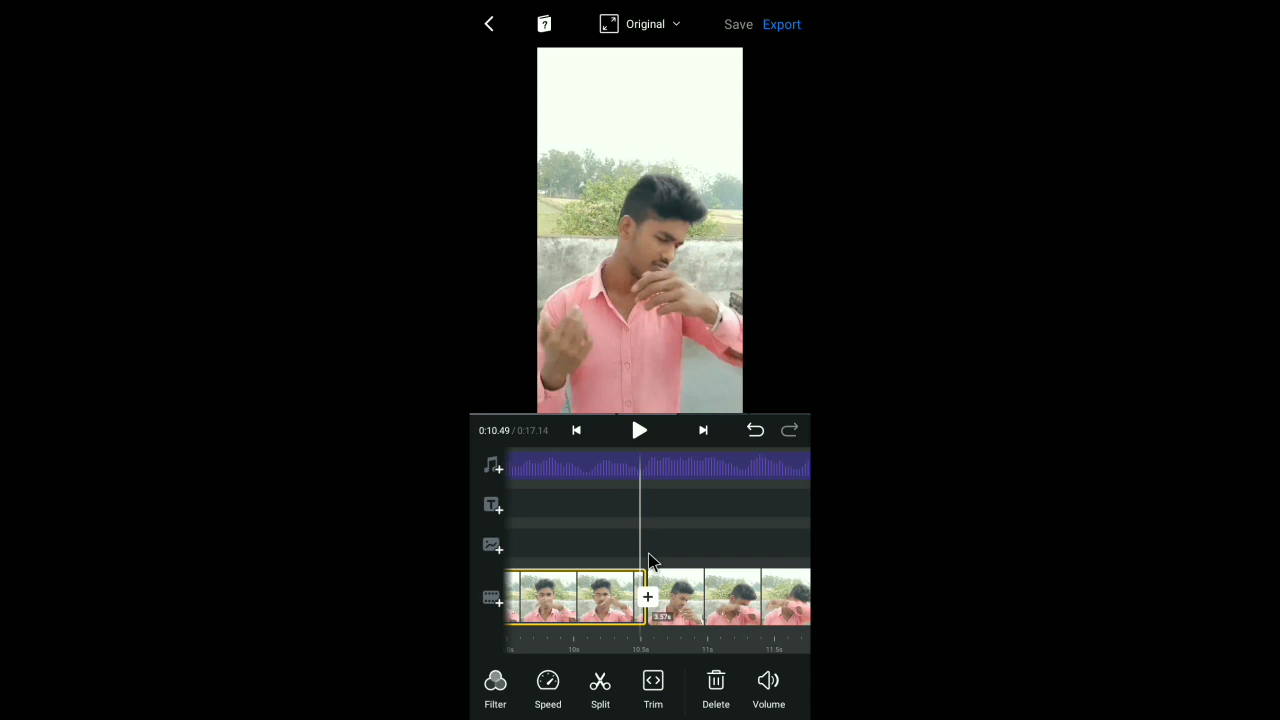 ?
Original
Save
Export
0:10.49 / 0:17.14
T
3.57s
10s
10.5s
11s
11.5s
Filter
Speed
Split
Trim
Delete
Volume